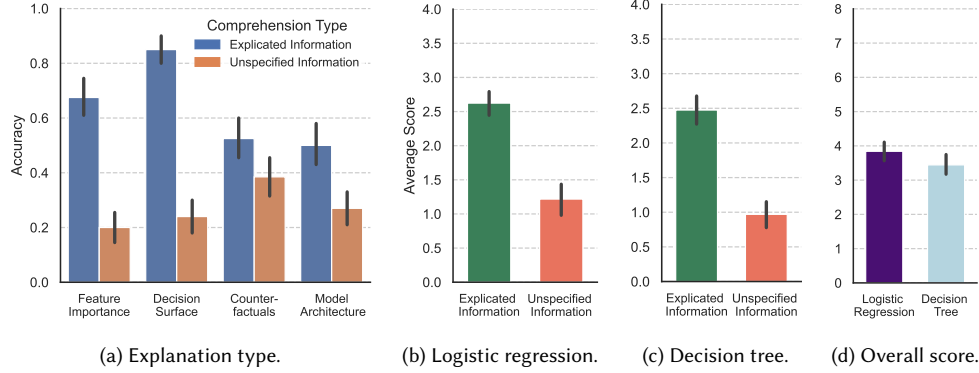 Accuracy
1.0
0.8
0.6
0.4
0.2
0.0
Comprehension Type
Explicated Information
Unspecified Information
Feature
Importance
Decision
Surface
Counter-
factuals
Model
Architecture
(a) Explanation type.
Average Score
4.0
3.5
3.0
2.5
2.0
1.5
1.0
0.5
0.0
Explicated
Information
Unspecified
Information
(b) Logistic regression.
4.0
3.5
3.0
2.5
2.0
1.5
1.0
0.5
0.0
Explicated
Information
Unspecified
Information
(c) Decision tree.
8
7
6
5
4
3
2
1
0
Logistic
Regression
Decision
Tree
(d) Overall score.